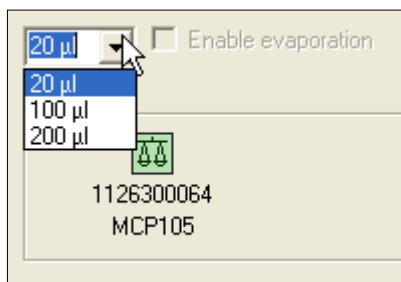 20 µl Enable evaporation
20 µl
100 µl
200 µl
1126300064
MCP105